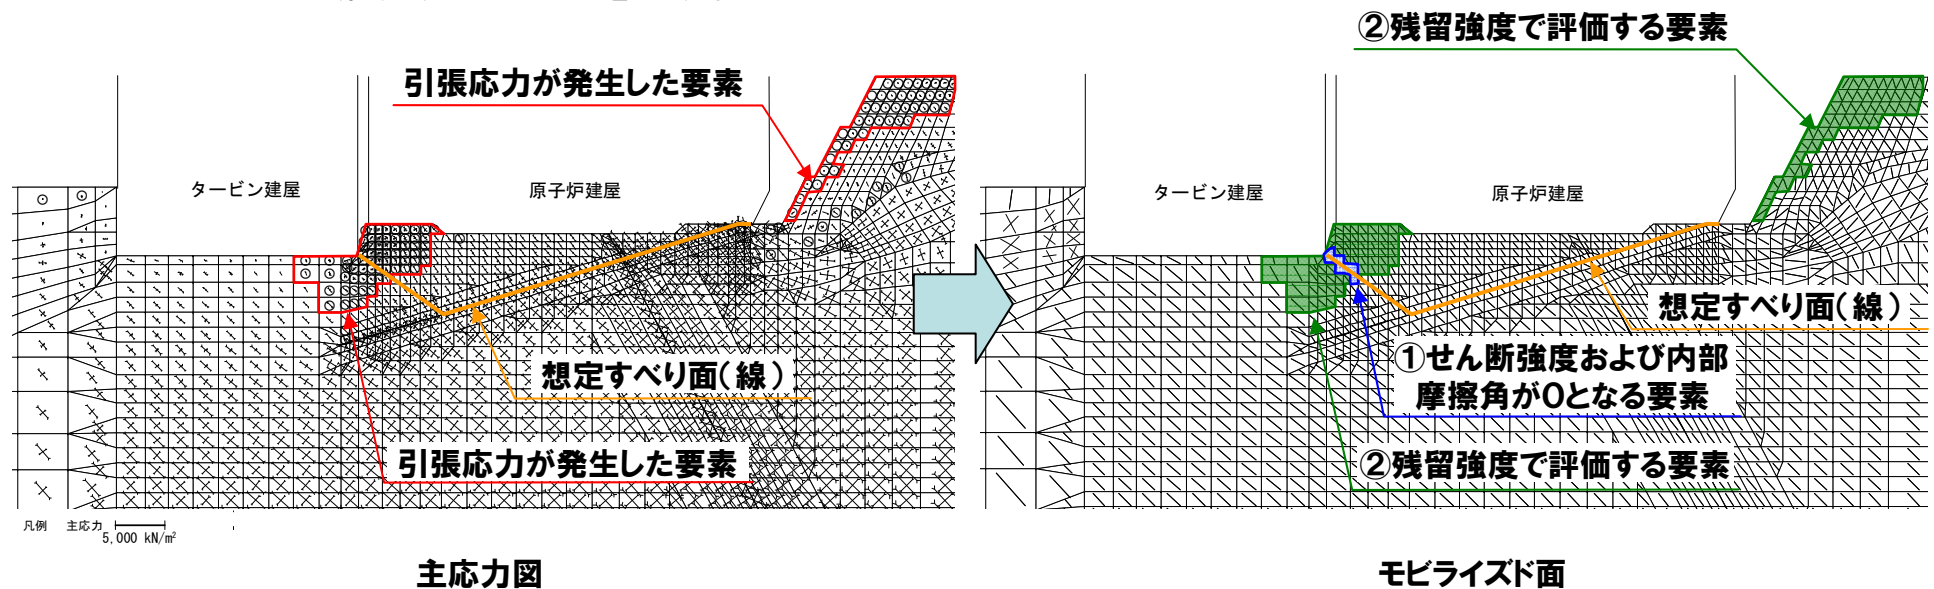 ②残留強度で評価する要素
引張応力が発生した要素
タービン建屋
原子炉建屋
タービン建屋
原子炉建屋
想定すべり面(線)
想定すべり面(線)
①せん断強度および内部
摩擦角が0となる要素
引張応力が発生した要素
②残留強度で評価する要素
凡例 主応力
5,000 kN/m²
主応力図
モビライズド面